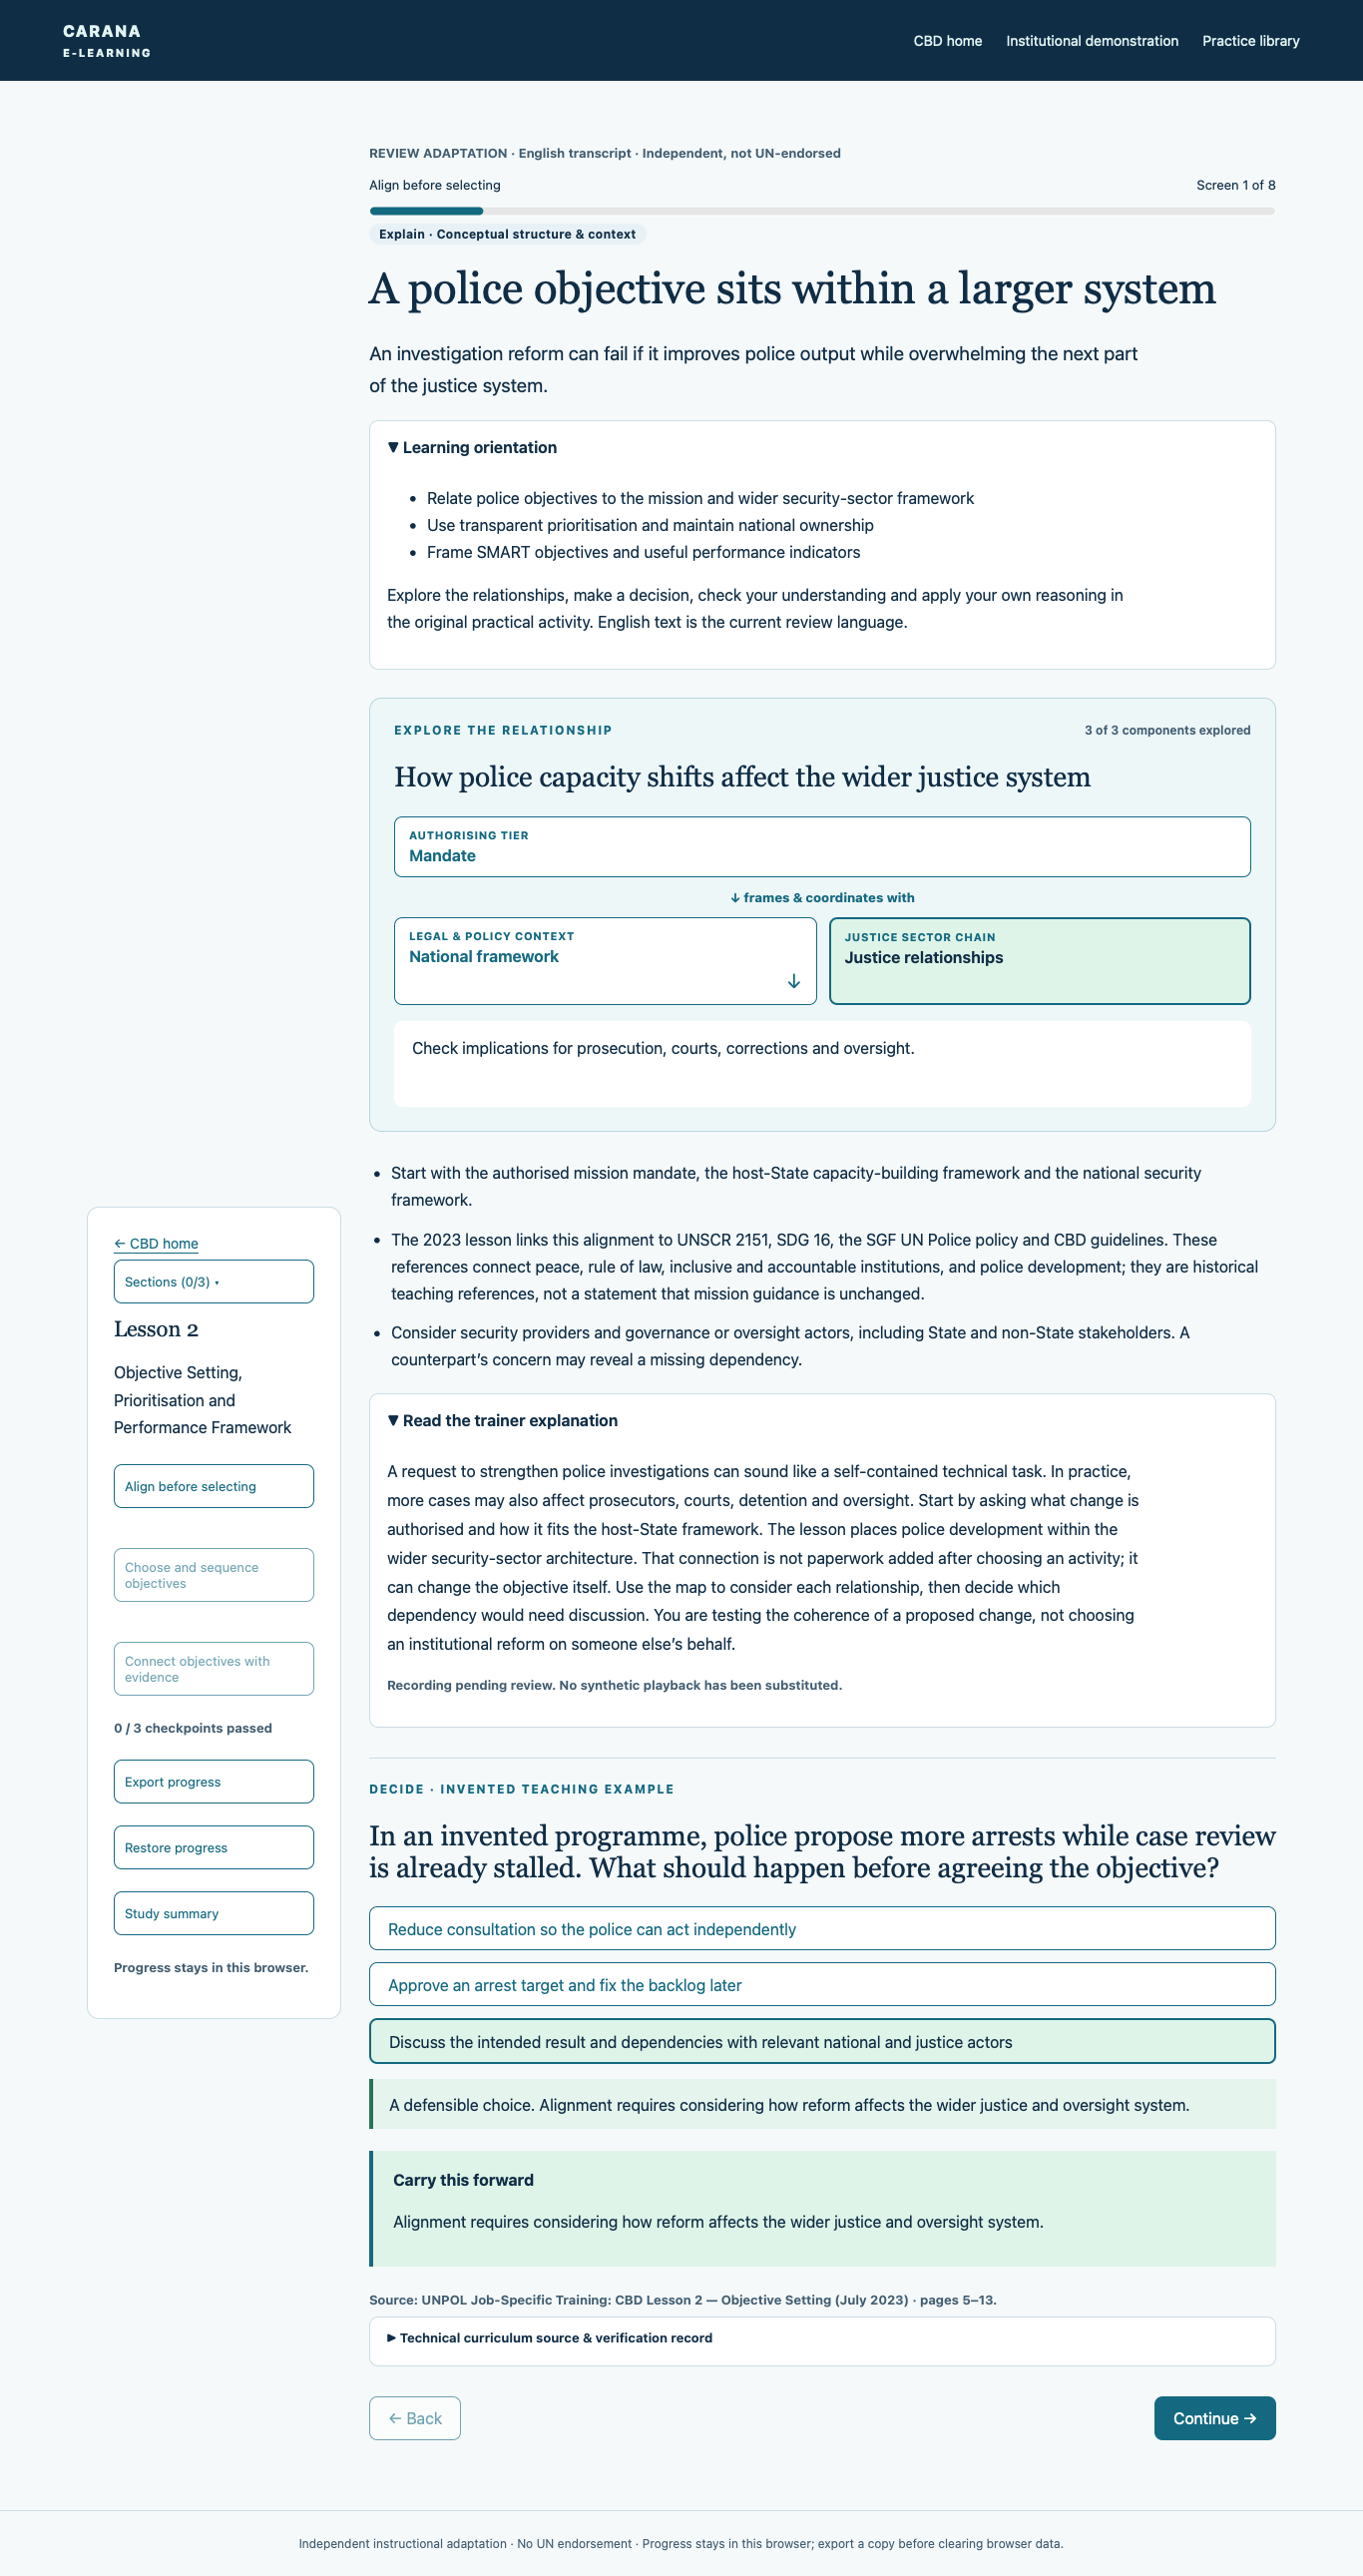 CARANA
E-LEARNING
CBD home Institutional demonstration Practice library
REVIEW ADAPTATION · English transcript · Independent, not UN-endorsed
Align before selecting Screen 1 of 8
Explain · Conceptual structure & context
A police objective sits within a larger system
An investigation reform can fail if it improves police output while overwhelming the next part
of the justice system.
▼ Learning orientation
• Relate police objectives to the mission and wider security-sector framework
• Use transparent prioritisation and maintain national ownership
• Frame SMART objectives and useful performance indicators
Explore the relationships, make a decision, check your understanding and apply your own reasoning in
the original practical activity. English text is the current review language.
EXPLORE THE RELATIONSHIP 3 of 3 components explored
How police capacity shifts affect the wider justice system
AUTHORISING TIER
Mandate
↓ frames & coordinates with
LEGAL & POLICY CONTEXT
National framework
↓
JUSTICE SECTOR CHAIN
Justice relationships
Check implications for prosecution, courts, corrections and oversight.
• Start with the authorised mission mandate, the host-State capacity-building framework and the national security
framework.
• The 2023 lesson links this alignment to UNSCR 2151, SDG 16, the SGF UN Police policy and CBD guidelines. These
references connect peace, rule of law, inclusive and accountable institutions, and police development; they are historical
teaching references, not a statement that mission guidance is unchanged.
• Consider security providers and governance or oversight actors, including State and non-State stakeholders. A
counterpart’s concern may reveal a missing dependency.
← CBD home
Sections (0/3) ▾
Lesson 2
Objective Setting,
Prioritisation and
Performance Framework
Align before selecting
Choose and sequence
objectives
Connect objectives with
evidence
0 / 3 checkpoints passed
Export progress
Restore progress
Study summary
Progress stays in this browser.
▼ Read the trainer explanation
A request to strengthen police investigations can sound like a self-contained technical task. In practice,
more cases may also affect prosecutors, courts, detention and oversight. Start by asking what change is
authorised and how it fits the host-State framework. The lesson places police development within the
wider security-sector architecture. That connection is not paperwork added after choosing an activity; it
can change the objective itself. Use the map to consider each relationship, then decide which
dependency would need discussion. You are testing the coherence of a proposed change, not choosing
an institutional reform on someone else’s behalf.
Recording pending review. No synthetic playback has been substituted.
DECIDE · INVENTED TEACHING EXAMPLE
In an invented programme, police propose more arrests while case review
is already stalled. What should happen before agreeing the objective?
Reduce consultation so the police can act independently
Approve an arrest target and fix the backlog later
Discuss the intended result and dependencies with relevant national and justice actors
A defensible choice. Alignment requires considering how reform affects the wider justice and oversight system.
Carry this forward
Alignment requires considering how reform affects the wider justice and oversight system.
Source: UNPOL Job-Specific Training: CBD Lesson 2 — Objective Setting (July 2023) · pages 5–13.
▶ Technical curriculum source & verification record
← Back
Continue →
Independent instructional adaptation · No UN endorsement · Progress stays in this browser; export a copy before clearing browser data.